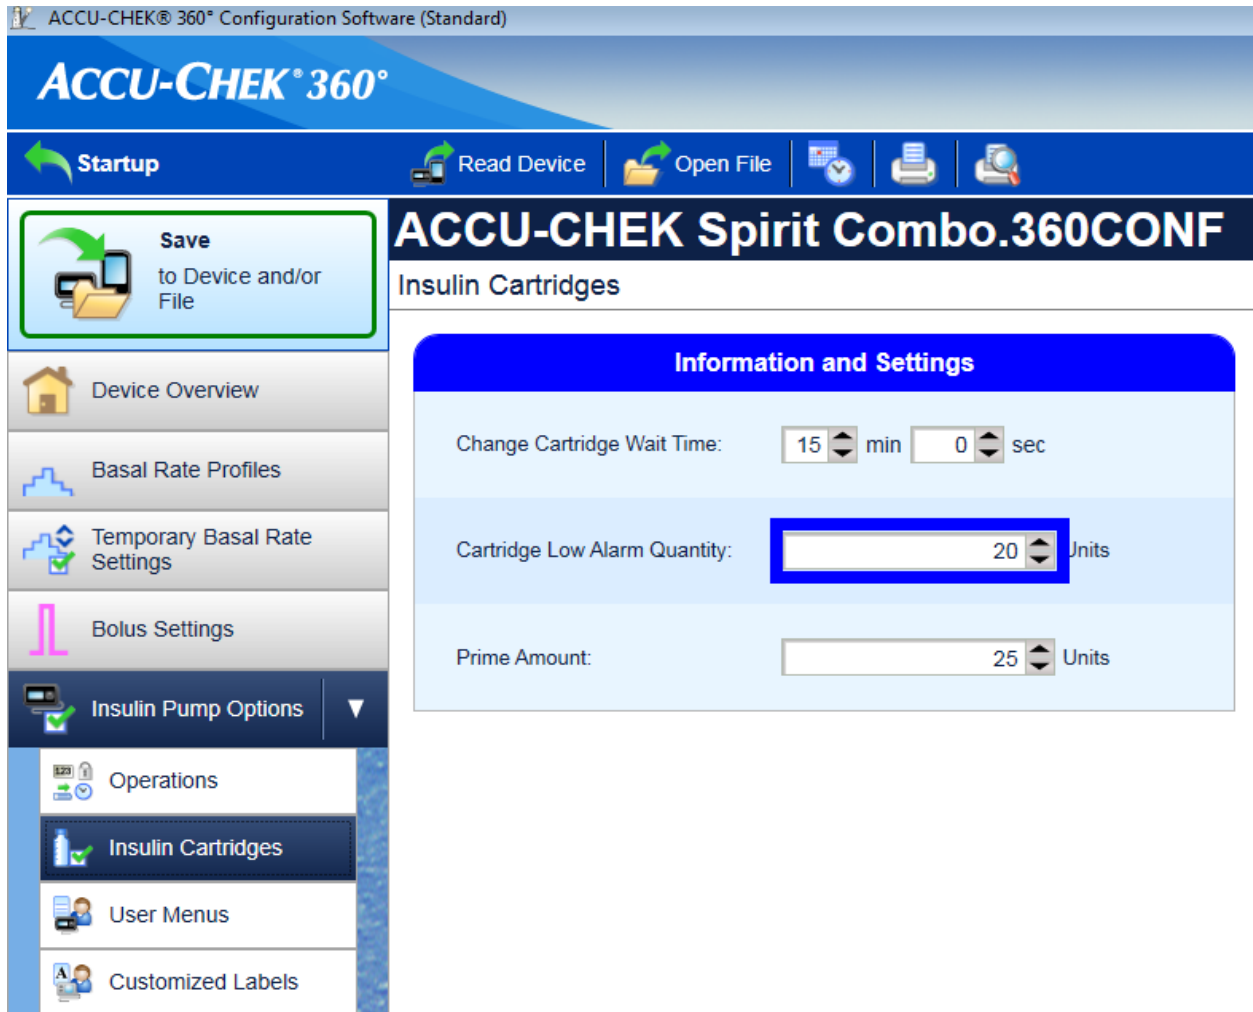 ACCU-CHEK® 360° Configuration Software (Standard)
ACCU-CHEK® 360°
Startup
Read Device
Open File
Save
to Device and/or
File
ACCU-CHEK Spirit Combo.360CONF
Insulin Cartridges
Information and Settings
Device Overview
Change Cartridge Wait Time: 15 min 0 sec
Basal Rate Profiles
Temporary Basal Rate
Settings
Cartridge Low Alarm Quantity: 20 Units
Bolus Settings
Prime Amount: 25 Units
Insulin Pump Options
123
Operations
Insulin Cartridges
User Menus
A
Customized Labels